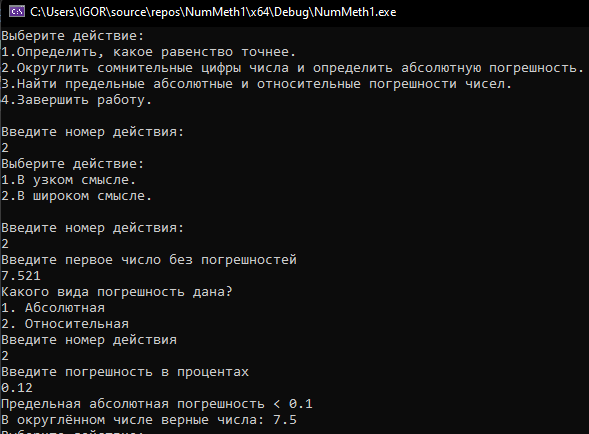 C:\Users\IGOR\source\repos\NumMeth1\x64\Debug\NumMeth1.exe
Выберите действие:
1.Определить, какое равенство точнее.
2.Округлить сомнительные цифры числа и определить абсолютную погрешность.
3.Найти предельные абсолютные и относительные погрешности чисел.
4.Завершить работу.
Введите номер действия:
2
Выберите действие:
1.В узком смысле.
2.В широком смысле.
Введите номер действия:
2
Введите первое число без погрешностей
7.521
Какого вида погрешность дана?
1. Абсолютная
2. Относительная
Введите номер действия
2
Введите погрешность в процентах
0.12
Предельная абсолютная погрешность < 0.1
В округлённом числе верные числа: 7.5
Выберите действие: